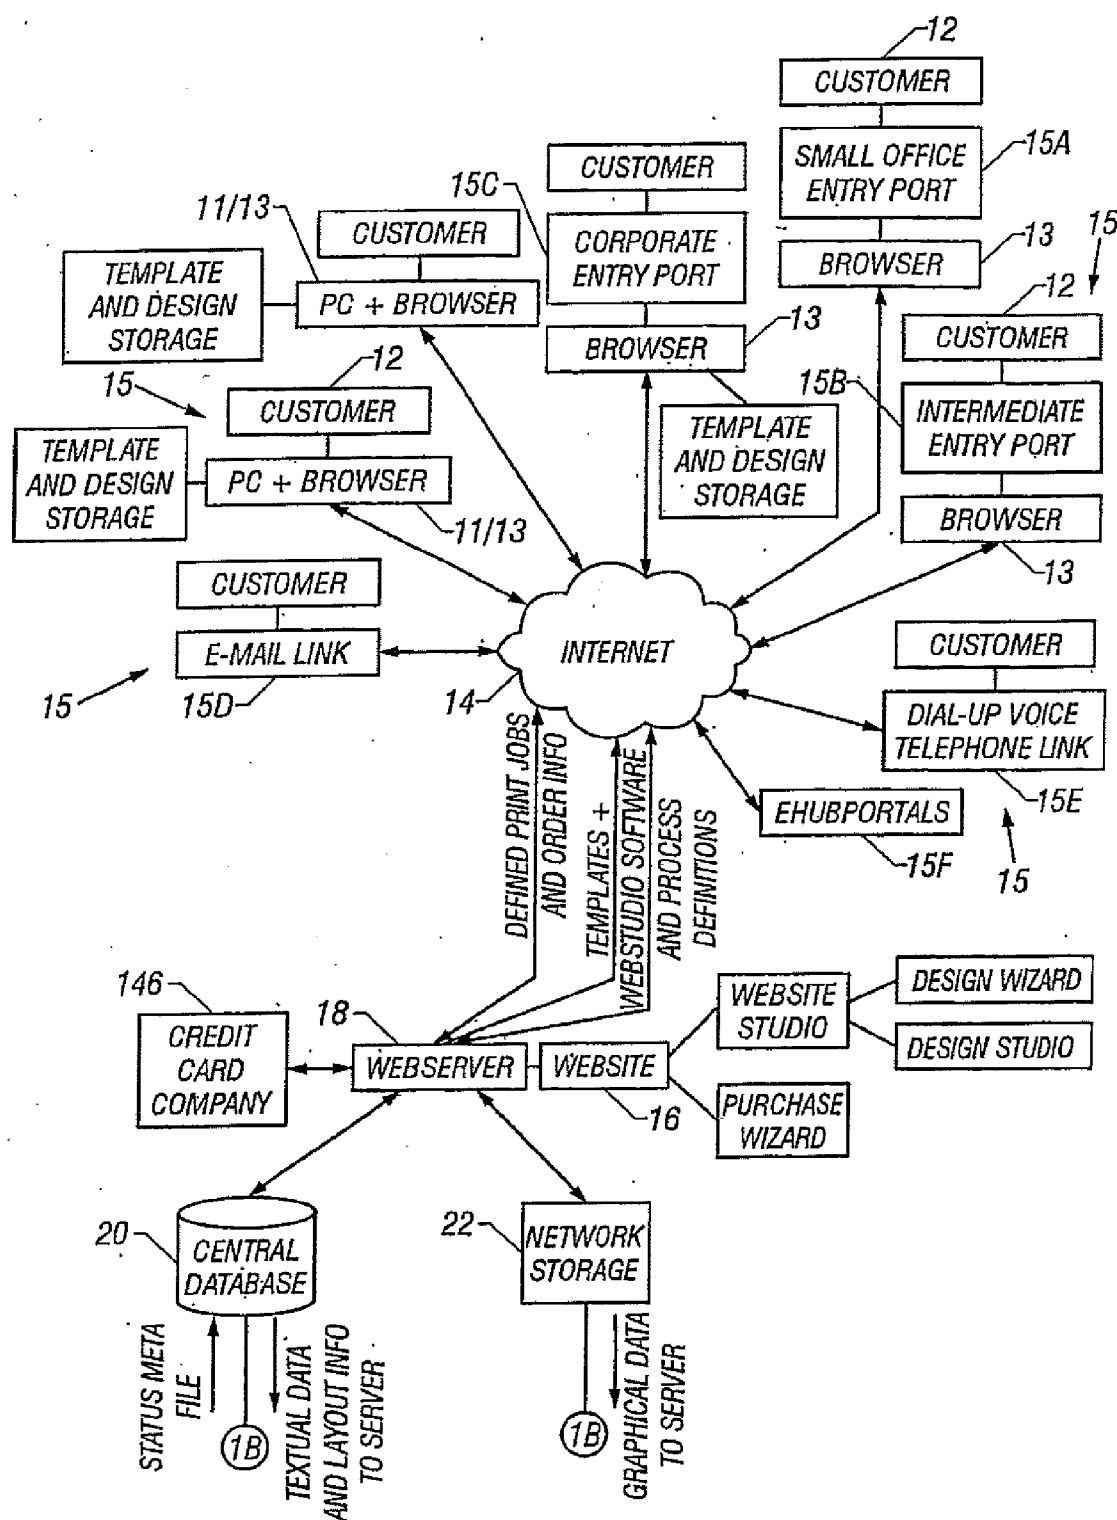 12
CUSTOMER
SMALL OFFICE
ENTRY PORT
15A
BROWSER
13
15
CUSTOMER
15C
CORPORATE
ENTRY PORT
BROWSER
13
TEMPLATE
AND DESIGN
STORAGE
11/13
CUSTOMER
PC + BROWSER
TEMPLATE
AND DESIGN
STORAGE
12
CUSTOMER
15B
INTERMEDIATE
ENTRY PORT
BROWSER
13
15
12
CUSTOMER
PC + BROWSER
11/13
TEMPLATE
AND DESIGN
STORAGE
CUSTOMER
E-MAIL LINK
15D
15
INTERNET
14
CUSTOMER
DIAL-UP VOICE
TELEPHONE LINK
15E
15
EHUBPORTALS
15F
DEFINED PRINT JOBS
AND ORDER INFO
TEMPLATES +
WEBSTUDIO SOFTWARE
AND PROCESS
DEFINITIONS
146
CREDIT
CARD
COMPANY
18
WEBSERVER
WEBSITE
16
WEBSITE
STUDIO
DESIGN WIZARD
DESIGN STUDIO
PURCHASE
WIZARD
20
CENTRAL
DATABASE
22
NETWORK
STORAGE
STATUS META
FILE
1B
TEXTUAL DATA
AND LAYOUT INFO
TO SERVER
1B
GRAPHICAL DATA
TO SERVER